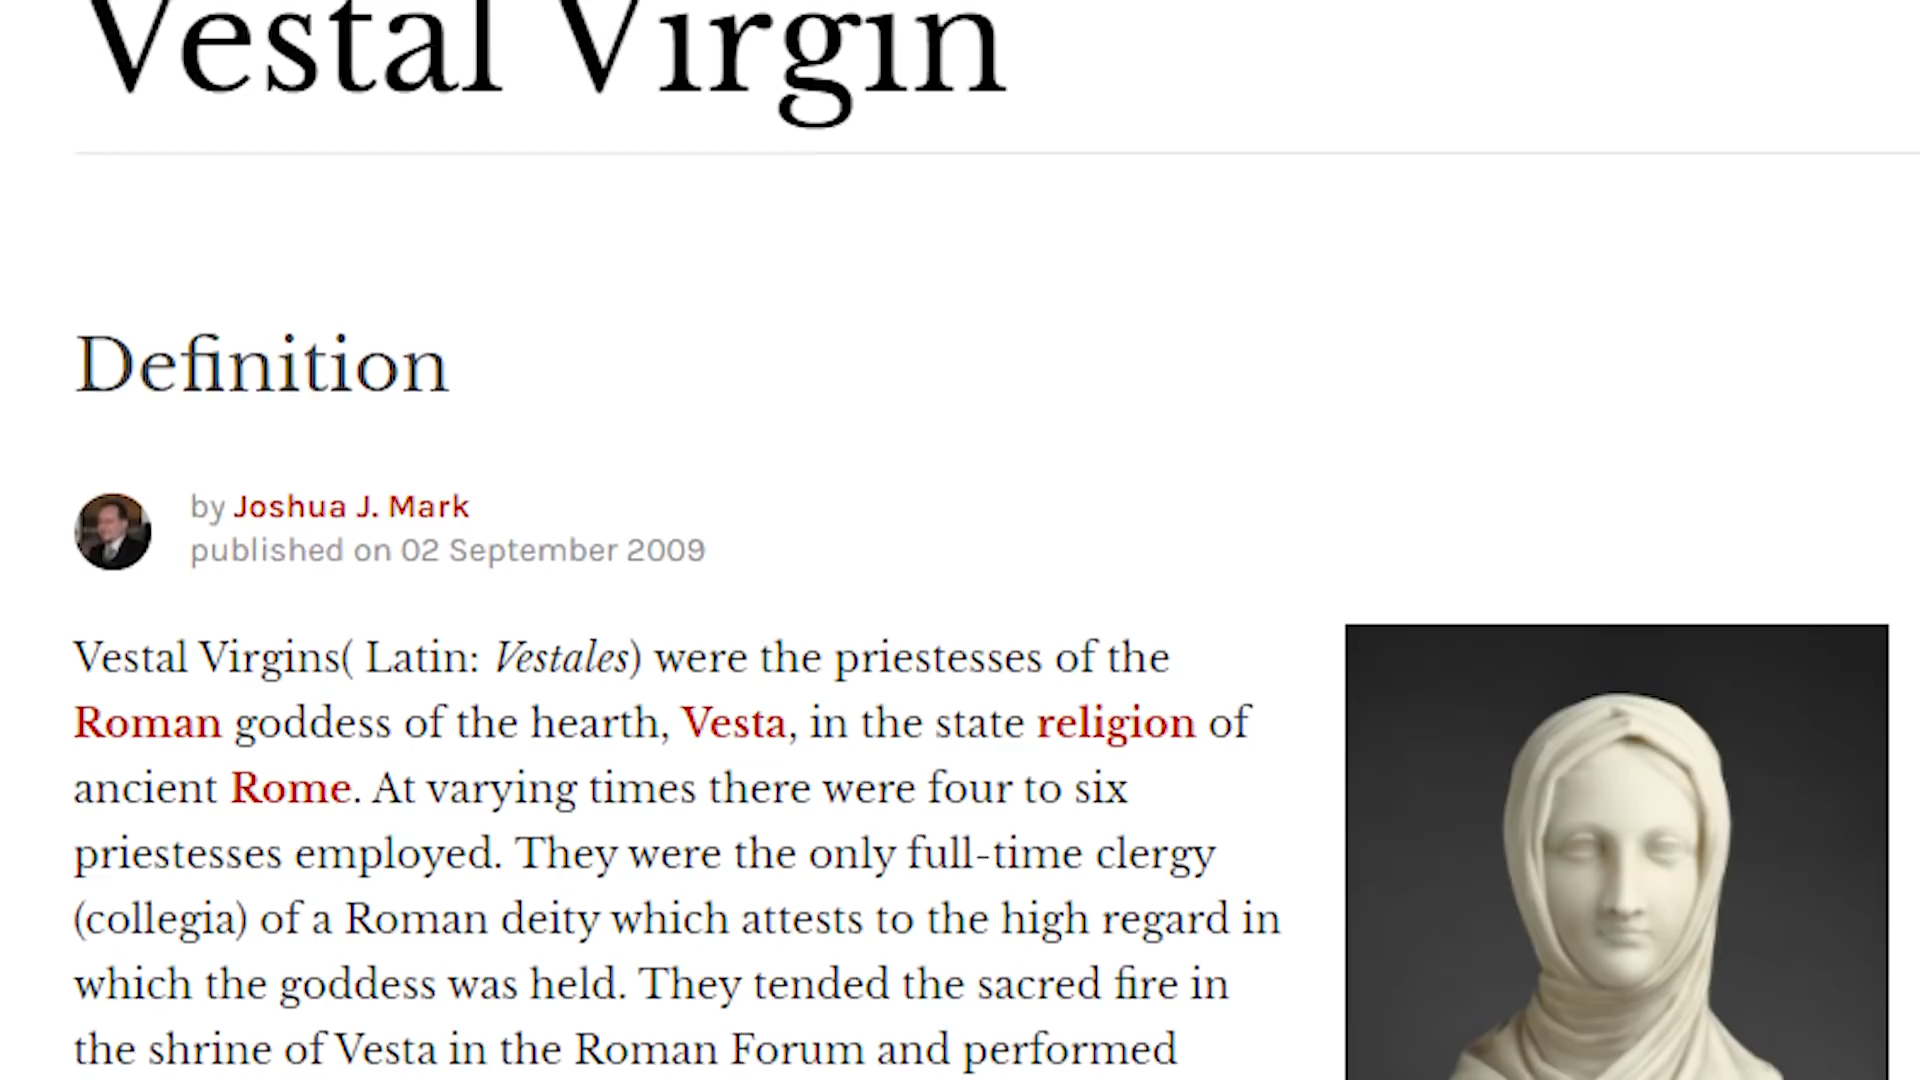 Vestal Virgin
Definition
by Joshua J. Mark
published on 02 September 2009
Vestal Virgins( Latin: Vestales) were the priestesses of the
Roman goddess of the hearth, Vesta, in the state religion of
ancient Rome. At varying times there were four to six
priestesses employed. They were the only full-time clergy
(collegia) of a Roman deity which attests to the high regard in
which the goddess was held. They tended the sacred fire in
the shrine of Vesta in the Roman Forum and performed